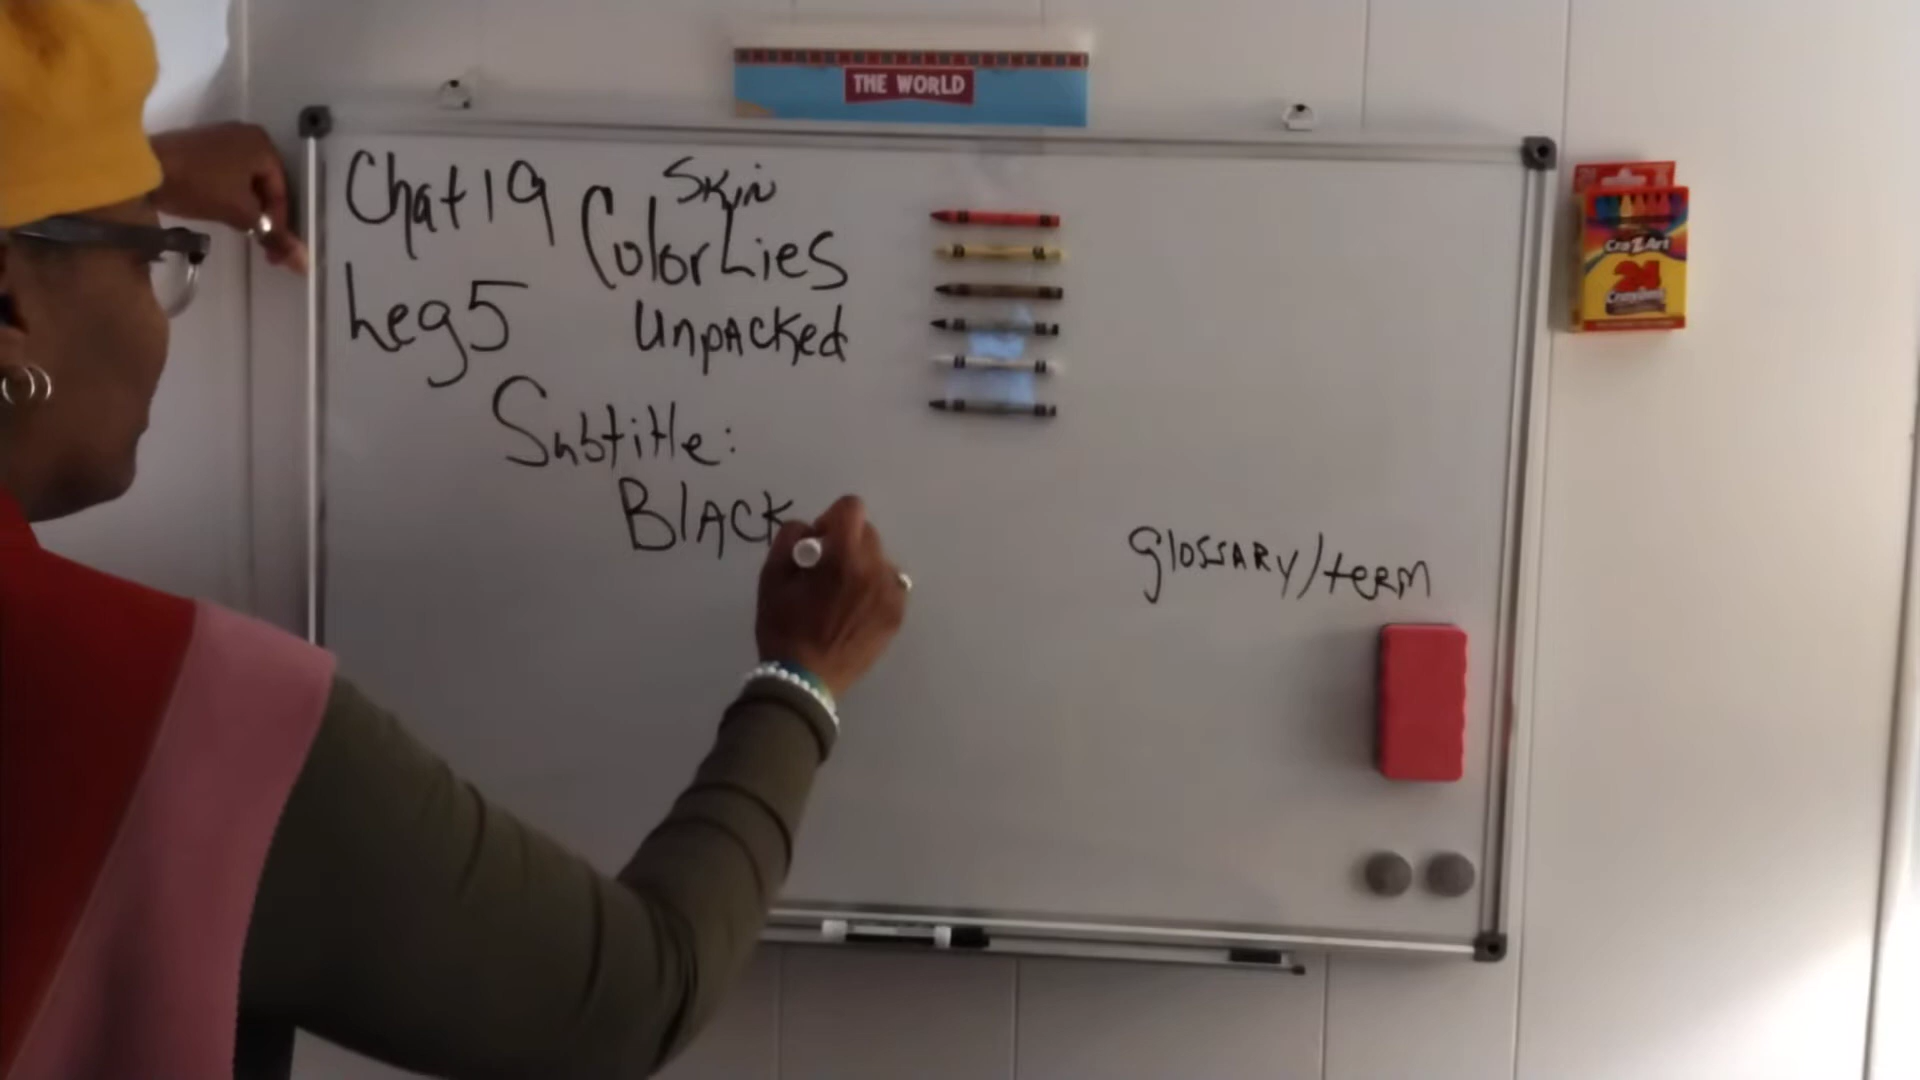 THE WORLD
Chat 19
Leg 5
Skin
Color Lies
Unpacked
Subtitle:
Black
glossary/term
Cra-Z-Art
24
Crayons